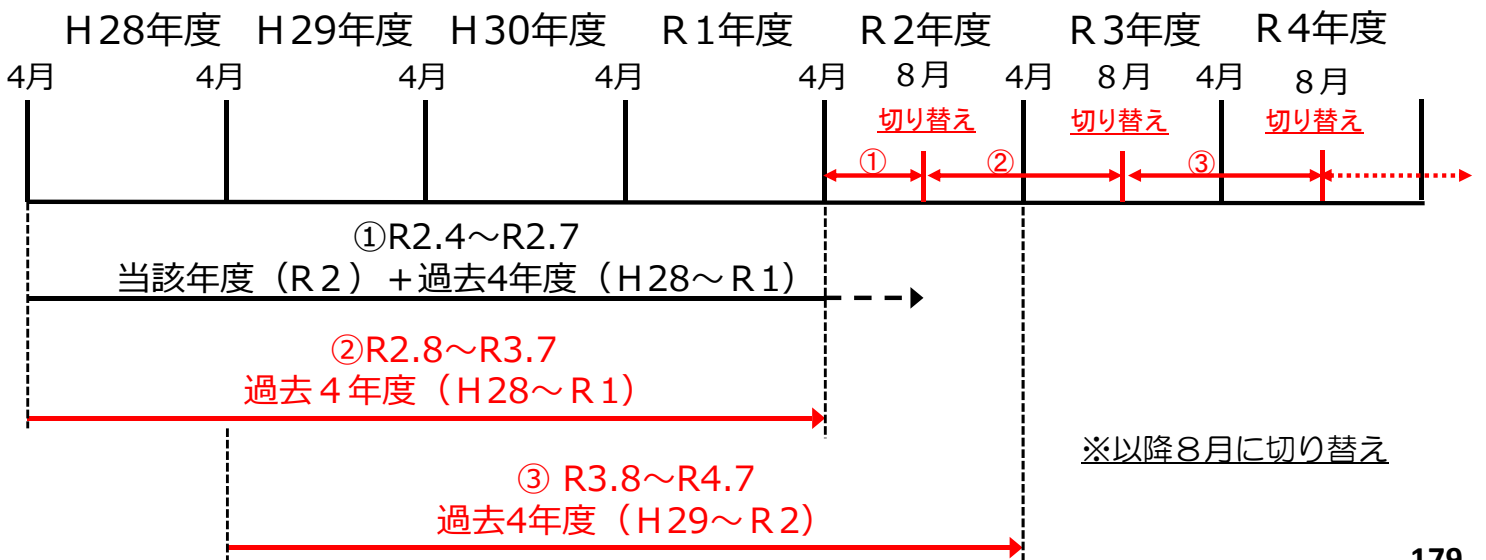 H28年度 H29年度 H30年度 R1年度 R2年度 R3年度 R4年度
4月 4月 4月 4月 4月 8月 4月 8月 4月 8月
切り替え 切り替え 切り替え
① ② ③
①R2.4～R2.7
当該年度（R2）＋過去4年度（H28～R1）
②R2.8～R3.7
過去４年度（H28～R1）
※以降８月に切り替え
③ R3.8～R4.7
過去4年度（H29～R2）